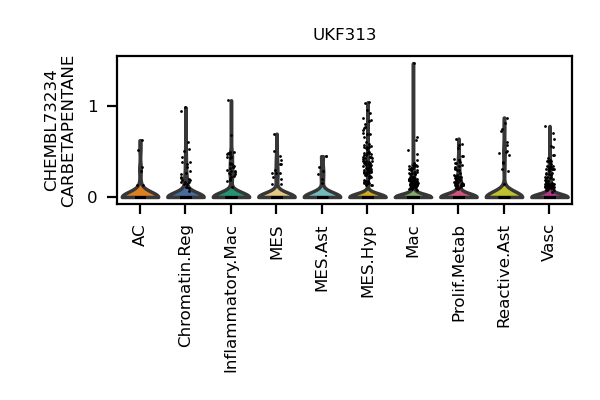 UKF313
CHEMBL73234
CARBETAPENTANE
1
0
AC
Chromatin.Reg
Inflammatory.Mac
MES
MES.Ast
MES.Hyp
Mac
Prolif.Metab
Reactive.Ast
Vasc